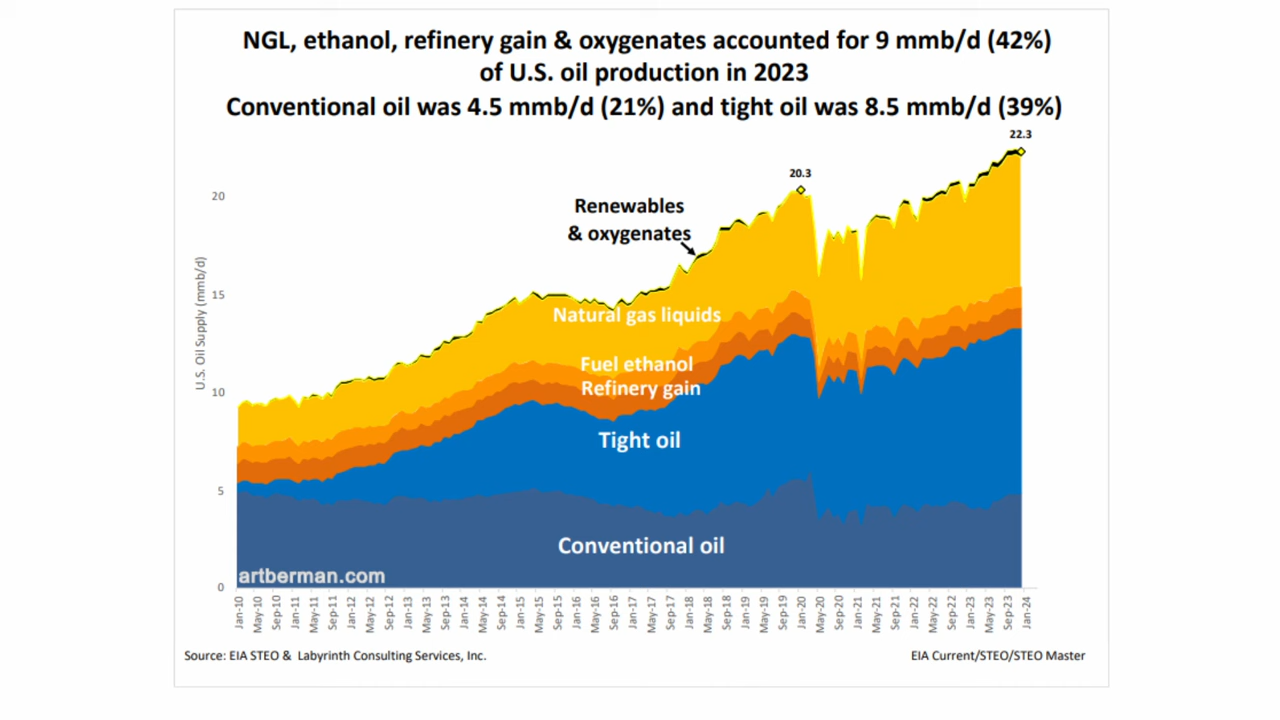 NGL, ethanol, refinery gain & oxygenates accounted for 9 mmb/d (42%)
of U.S. oil production in 2023
Conventional oil was 4.5 mmb/d (21%) and tight oil was 8.5 mmb/d (39%)
22.3
20.3
Renewables
& oxygenates
20
15
10
5
0
U.S. Oil Supply (mmb/d)
Natural gas liquids
Fuel ethanol
Refinery gain
Tight oil
Conventional oil
artberman.com
Jan-10
May-10
Sep-10
Jan-11
May-11
Sep-11
Jan-12
May-12
Sep-12
Jan-13
May-13
Sep-13
Jan-14
May-14
Sep-14
Jan-15
May-15
Sep-15
Jan-16
May-16
Sep-16
Jan-17
May-17
Sep-17
Jan-18
May-18
Sep-18
Jan-19
May-19
Sep-19
Jan-20
May-20
Sep-20
Jan-21
May-21
Sep-21
Jan-22
May-22
Sep-22
Jan-23
May-23
Sep-23
Jan-24
Source: EIA STEO & Labyrinth Consulting Services, Inc.
EIA Current/STEO/STEO Master